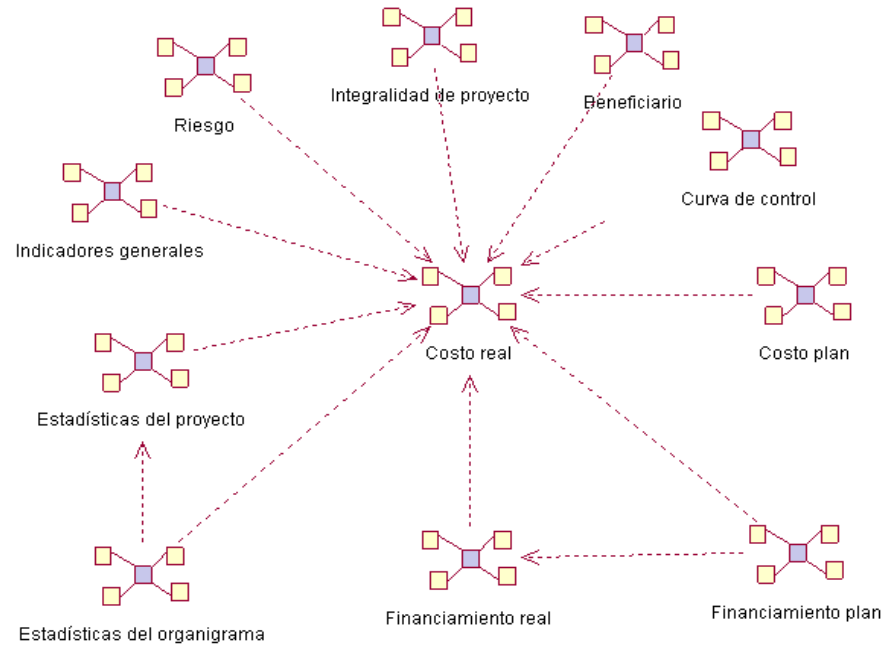 Integralidad de proyecto
Beneficiario
Riesgo
Curva de control
Indicadores generales
Costo real
Costo plan
Estadísticas del proyecto
Financiamiento real
Financiamiento plan
Estadísticas del organigrama